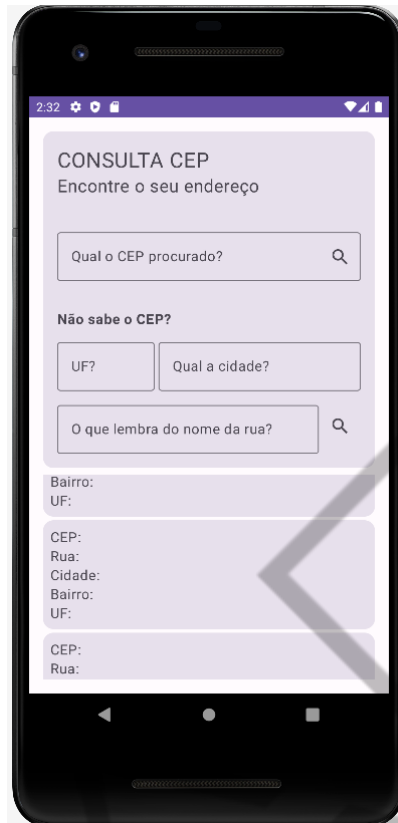 2:32
CONSULTA CEP
Encontre o seu endereço
Qual o CEP procurado?
Não sabe o CEP?
UF?
Qual a cidade?
O que lembra do nome da rua?
Bairro:
UF:
CEP:
Rua:
Cidade:
Bairro:
UF:
CEP:
Rua: